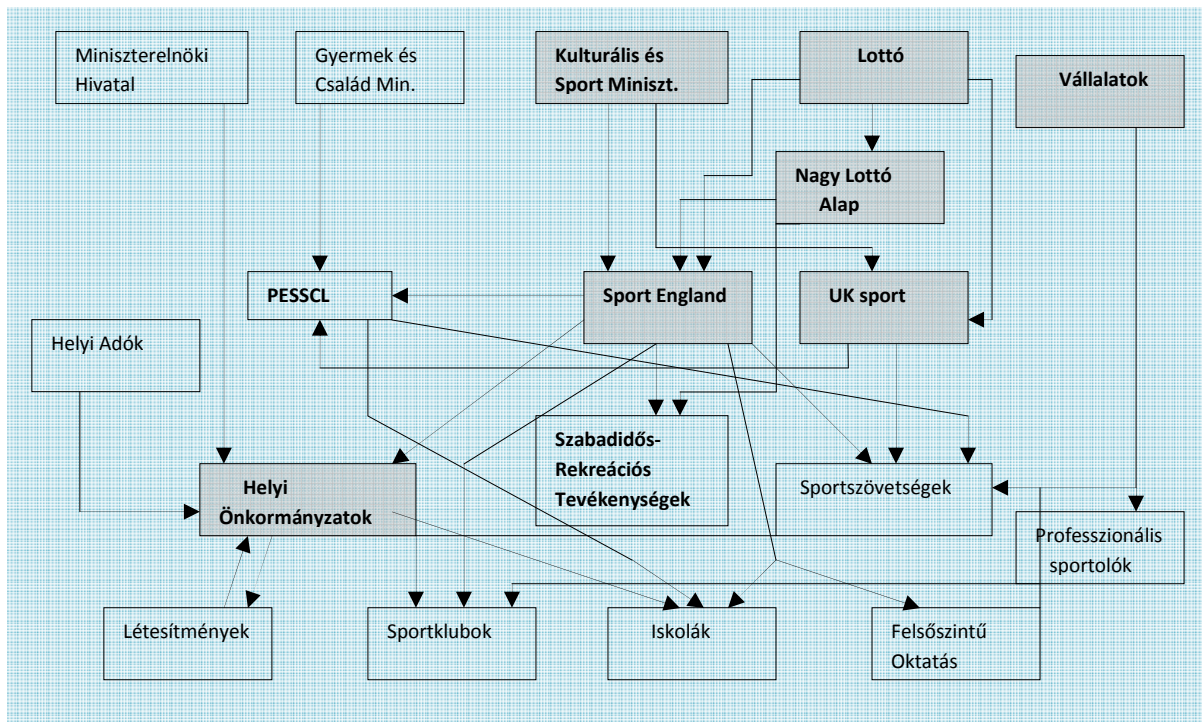 Miniszterelnöki
Hivatal
Gyermek és
Család Min.
Kulturális és
Sport Miniszt.
Lottó
Vállalatok
Nagy Lottó
Alap
PESSCL
Sport England
UK sport
Helyi Adók
Szabadidős-
Rekreációs
Tevékenységek
Helyi
Önkormányzatok
Sportszövetségek
Professzionális
sportolók
Létesítmények
Sportklubok
Iskolák
Felsőszintű
Oktatás